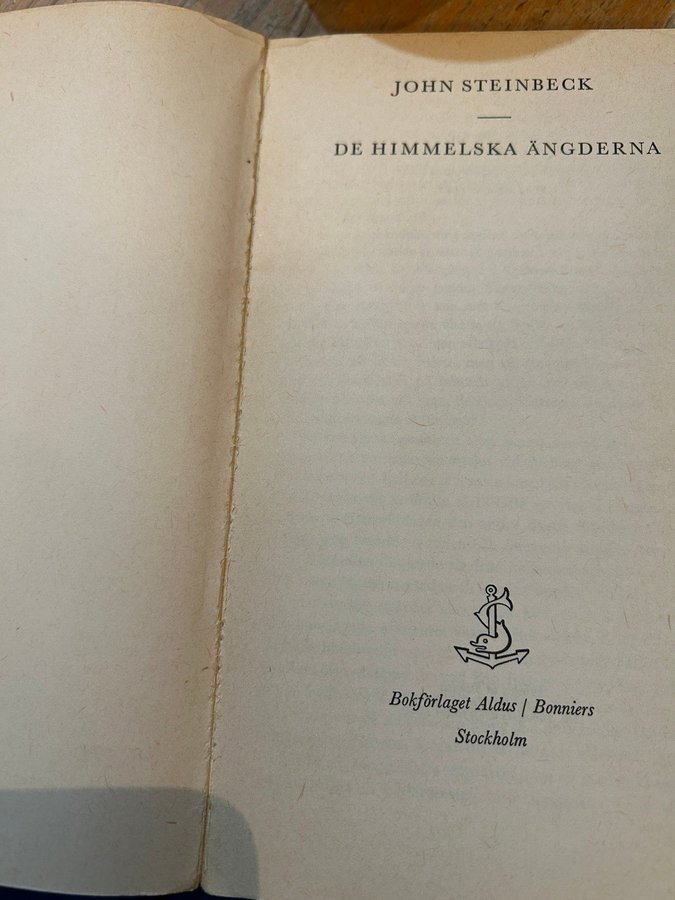 JOHN STEINBECK
DE HIMMELSKA ÄNGDERNA
Bokförlaget Aldus | Bonniers
Stockholm